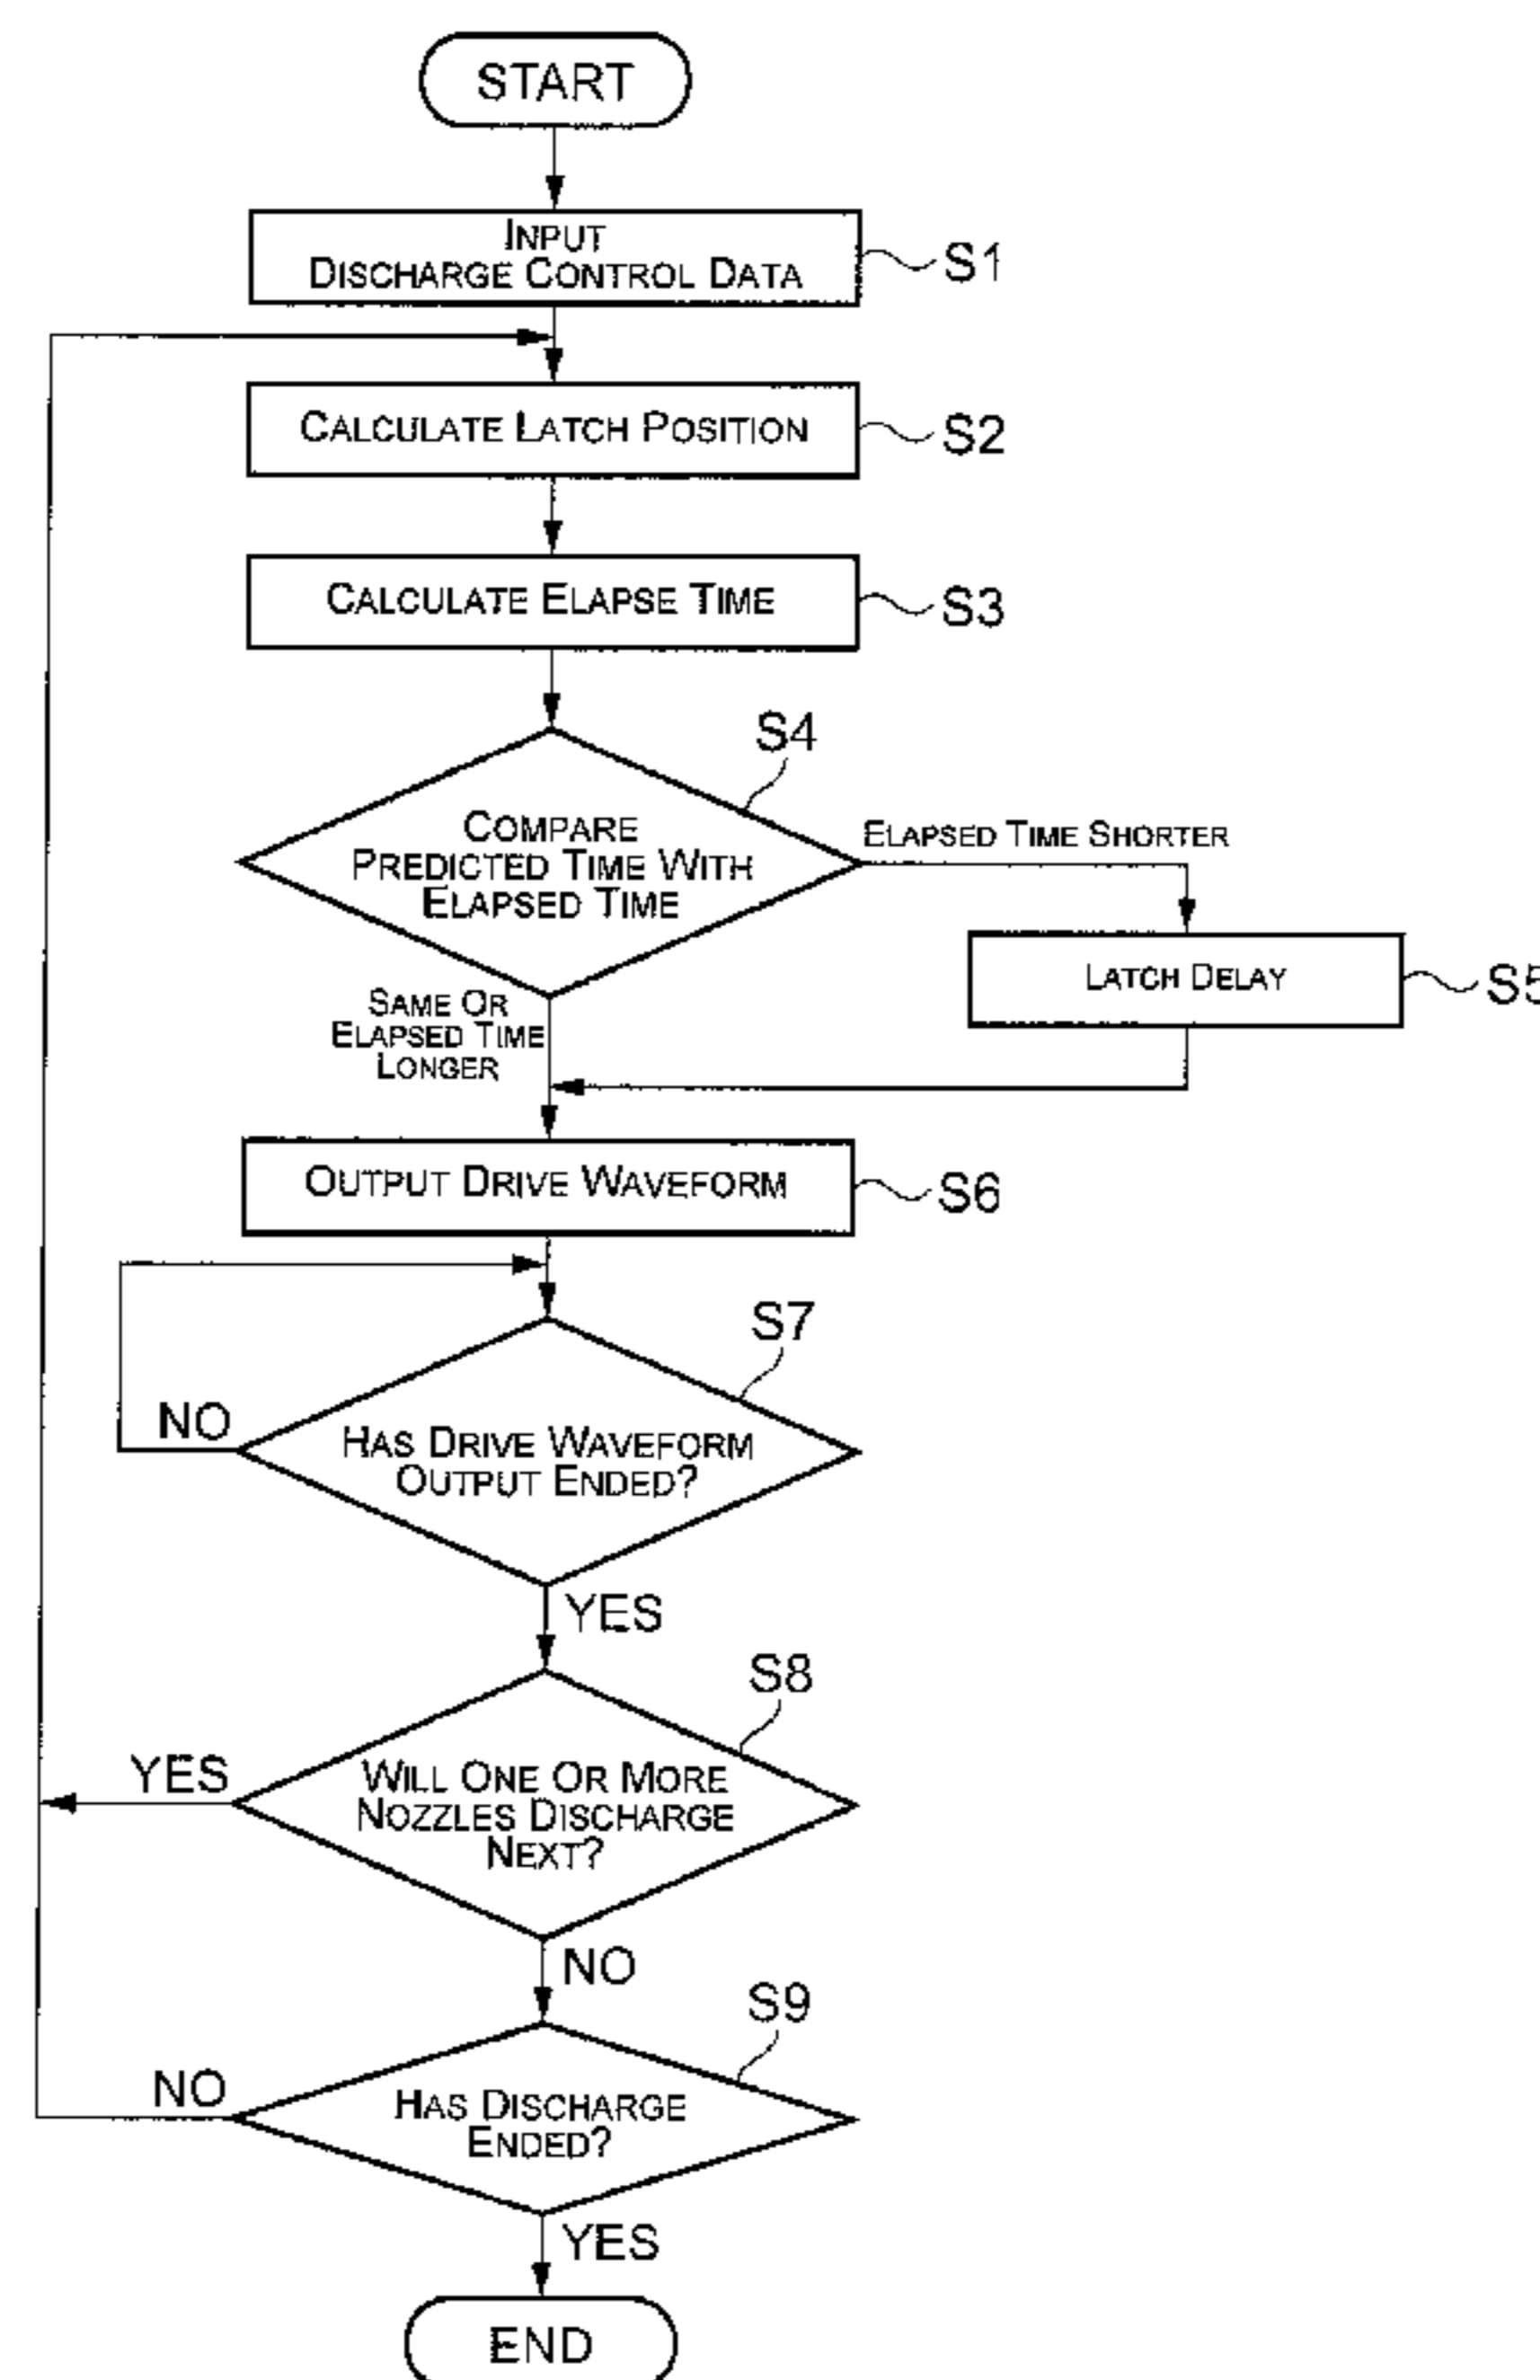 START
INPUT
DISCHARGE CONTROL DATA
S1
CALCULATE LATCH POSITION
S2
CALCULATE ELAPSE TIME
S3
S4
COMPARE
PREDICTED TIME WITH
ELAPSED TIME
ELAPSED TIME SHORTER
LATCH DELAY
S5
SAME OR
ELAPSED TIME
LONGER
OUTPUT DRIVE WAVEFORM
S6
S7
NO
HAS DRIVE WAVEFORM
OUTPUT ENDED?
YES
S8
YES
WILL ONE OR MORE
NOZZLES DISCHARGE
NEXT?
NO
S9
NO
HAS DISCHARGE
ENDED?
YES
END